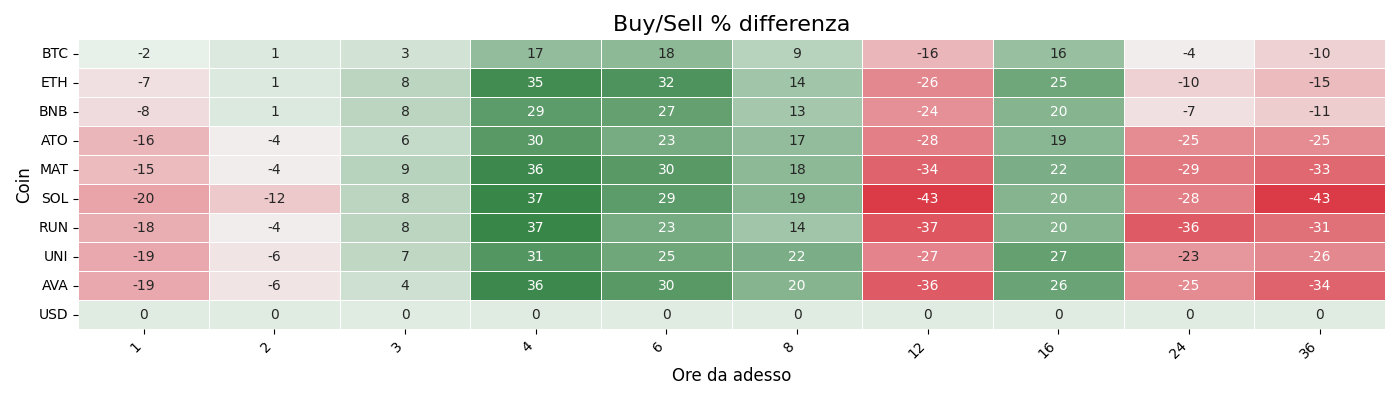 Buy/Sell % differenza
Coin
BTC -2 1 3 17 18 9 -16 16 -4 -10
ETH -7 1 8 35 32 14 -26 25 -10 -15
BNB -8 1 8 29 27 13 -24 20 -7 -11
ATO -16 -4 6 30 23 17 -28 19 -25 -25
MAT -15 -4 9 36 30 18 -34 22 -29 -33
SOL -20 -12 8 37 29 19 -43 20 -28 -43
RUN -18 -4 8 37 23 14 -37 20 -36 -31
UNI -19 -6 7 31 25 22 -27 27 -23 -26
AVA -19 -6 4 36 30 20 -36 26 -25 -34
USD 0 0 0 0 0 0 0 0 0 0
1 2 3 4 6 8 12 16 24 36
Ore da adesso